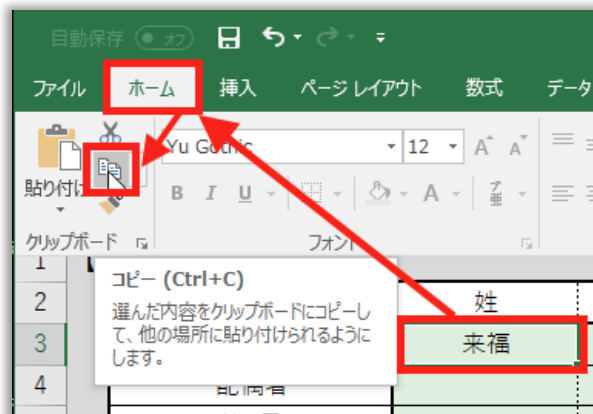 自動保存 オフ
ファイル ホーム 挿入 ページ レイアウト 数式 データ
Yu Gothic 12 A A
貼り付け B I U A
クリップボード フォント
1
コピー (Ctrl+C)
選んだ内容をクリップボードにコピーし
て、他の場所に貼り付けられるように
します。
2 姓
3 来福
4 配偶者